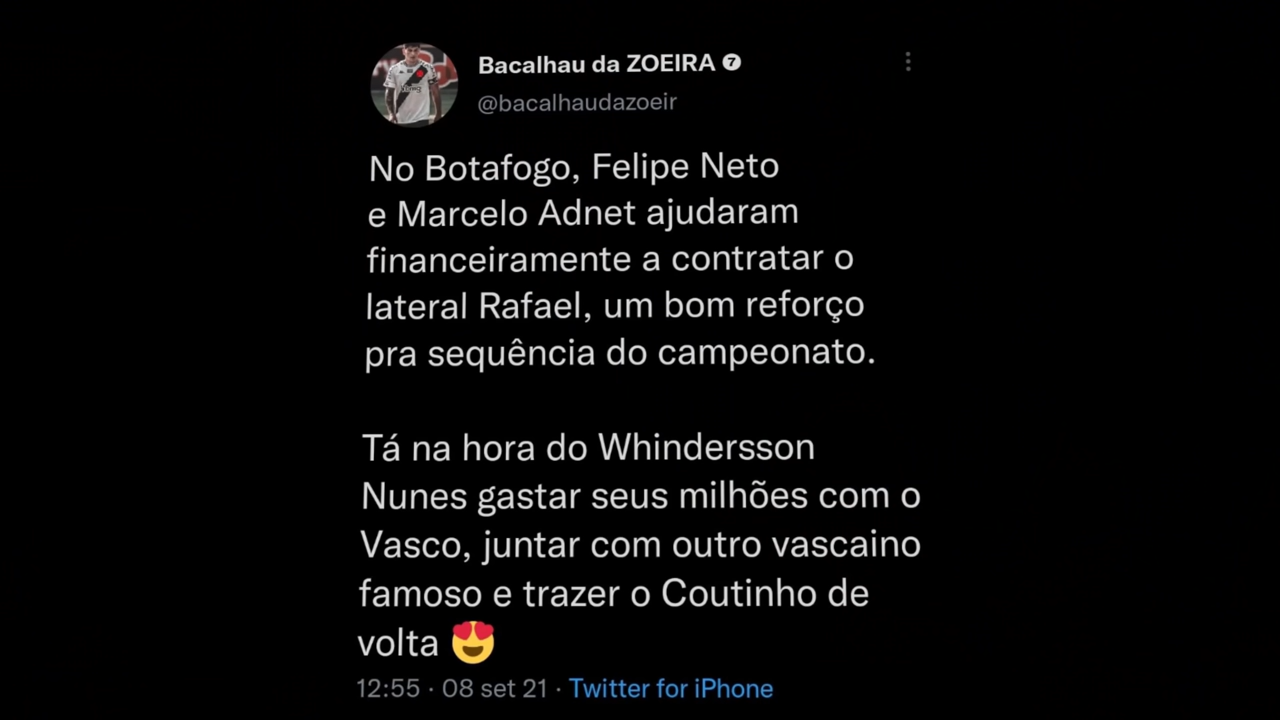 Bacalhau da ZOEIRA 7
@bacalhaudazoeir
No Botafogo, Felipe Neto
e Marcelo Adnet ajudaram
financeiramente a contratar o
lateral Rafael, um bom reforço
pra sequência do campeonato.
Tá na hora do Whindersson
Nunes gastar seus milhões com o
Vasco, juntar com outro vascaino
famoso e trazer o Coutinho de
volta 😍
12:55 · 08 set 21 · Twitter for iPhone